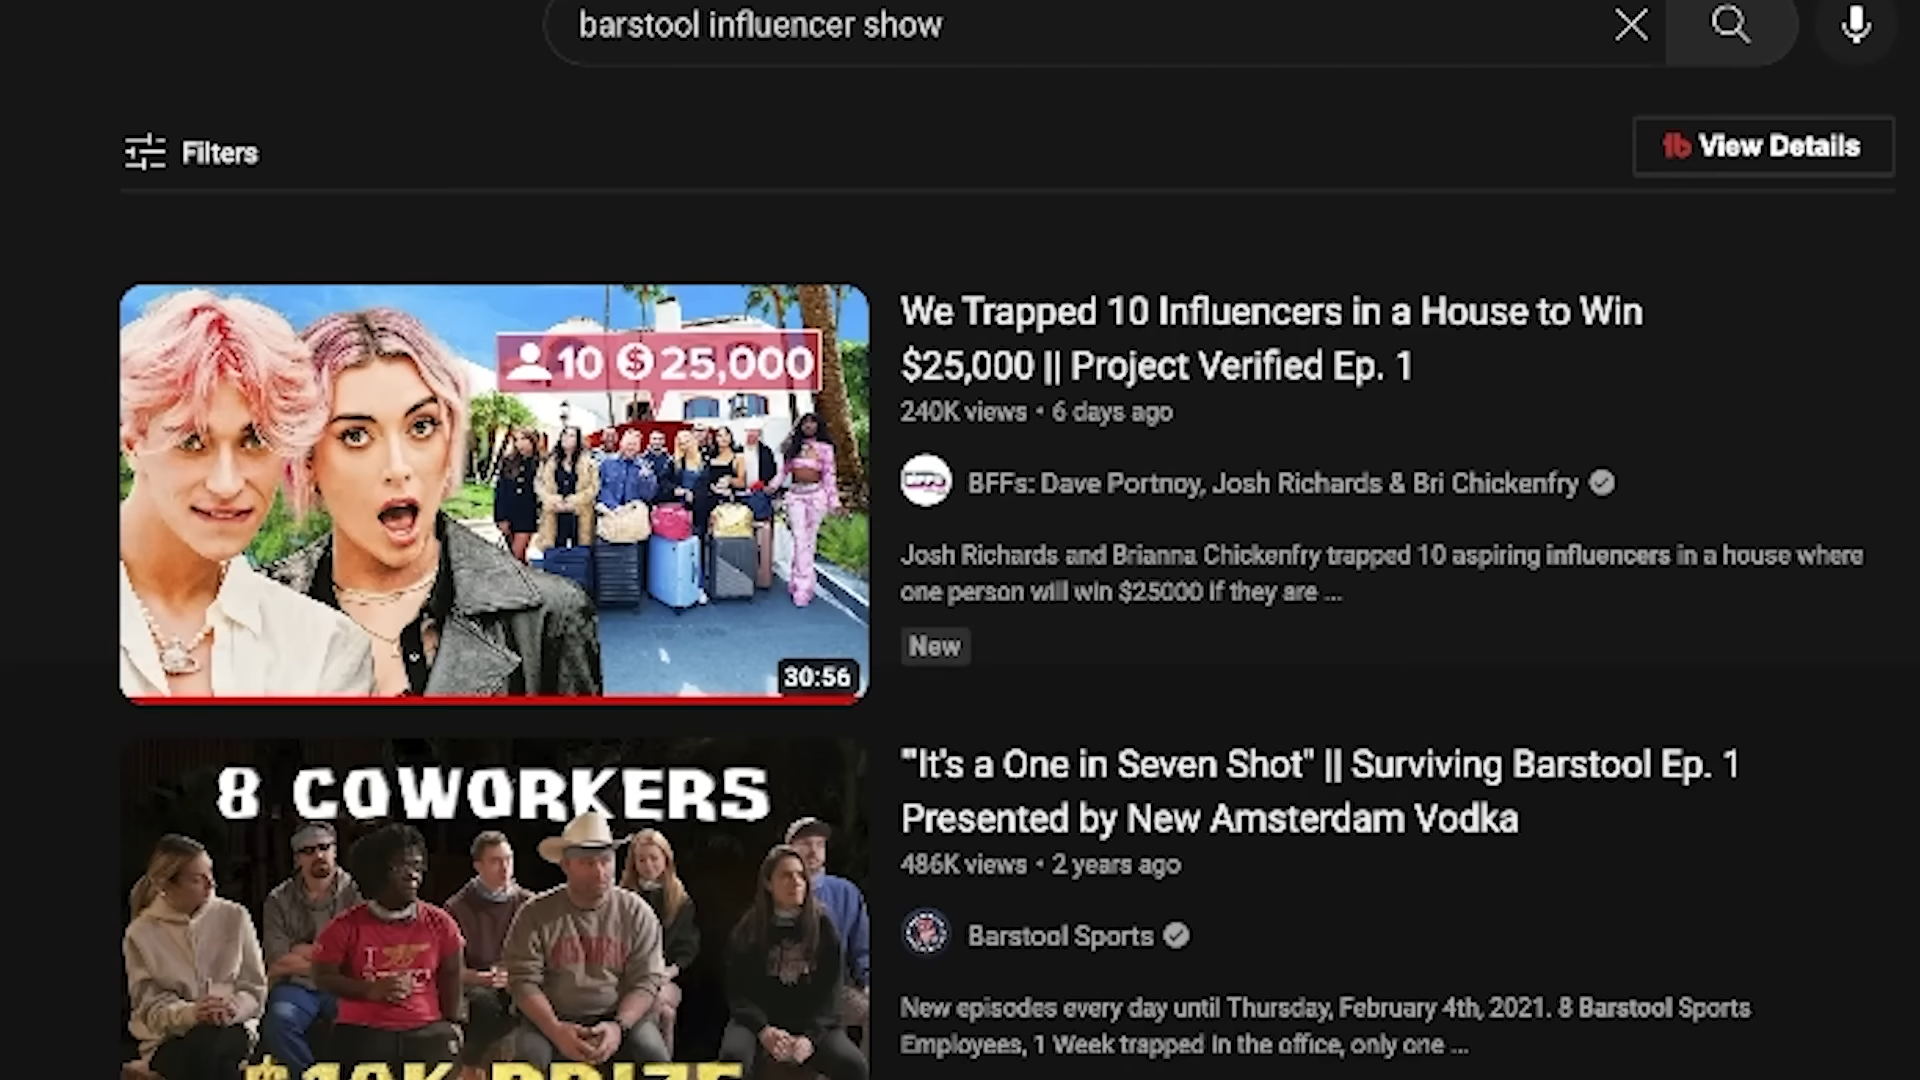 barstool influencer show
Filters
tb View Details
10 $ 25,000
30:56
We Trapped 10 Influencers in a House to Win
$25,000 || Project Verified Ep. 1
240K views • 6 days ago
BFFs: Dave Portnoy, Josh Richards & Bri Chickenfry
Josh Richards and Brianna Chickenfry trapped 10 aspiring influencers in a house where
one person will win $25000 if they are ...
New
8 COWORKERS
$10K PRIZE
"It's a One in Seven Shot" || Surviving Barstool Ep. 1
Presented by New Amsterdam Vodka
486K views • 2 years ago
Barstool Sports
New episodes every day until Thursday, February 4th, 2021. 8 Barstool Sports
Employees, 1 Week trapped in the office, only one ...